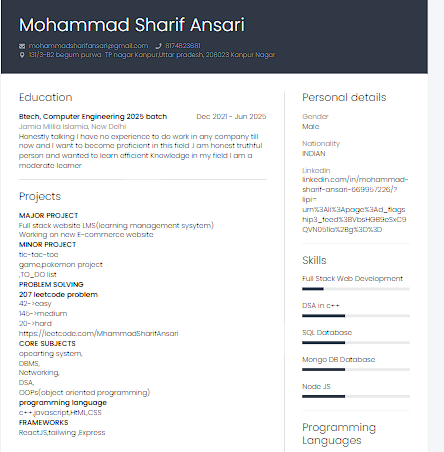 Mohammad Sharif Ansari
mohammadsharifansari@gmail.com 8174823681
131/3-B2 begum purwa TP nagar Kanpur,Uttar pradesh, 208023 Kanpur Nagar
Education
Btech, Computer Engineering 2025 batch Dec 2021 - Jun 2025
Jamia Millia Islamia, New Delhi
Honestly talking I have no experience to do work in any company till
now and I want to become proficient in this field .I am honest truthful
person and wanted to learn efficient Knowledge in my field I am a
moderate learner
Projects
MAJOR PROJECT
Full stack website LMS(learning management sysytem)
Working on new E-commerce website
MINOR PROJECT
tic-tac-toe
game,pokemon project
,TO_DO list
PROBLEM SOLVING
207 leetcode problem
42->easy
145->medium
20->hard
https://leetcode.com/MhammadSharifAnsari
CORE SUBJECTS
opearting system,
DBMS,
Networking,
DSA,
OOPs(object oriented programming)
programming language
c++,javascript,HtML,CSS
FRAMEWORKS
ReactJS,tailwing ,Express
Personal details
Gender
Male
Nationality
INDIAN
LinkedIn
linkedin.com/in/mohammad-
sharif-ansari-669957226/?
lipi=
urn%3Ali%3Apage%3Ad_flags
hip3_feed%3BVbsHGB9eSxC9
QVN051lla%2Bg%3D%3D
Skills
Full Stack Web Development
DSA in c++
SQL Database
Mongo DB Database
Node JS
Programming
Languages